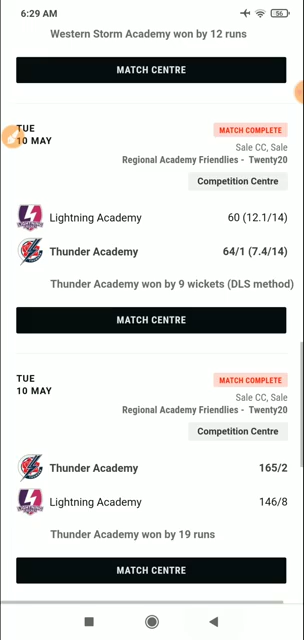 6:29 AM
56
Western Storm Academy won by 12 runs
MATCH CENTRE
TUE
10 MAY
MATCH COMPLETE
Sale CC, Sale
Regional Academy Friendlies - Twenty20
Competition Centre
Lightning Academy 60 (12.1/14)
Thunder Academy 64/1 (7.4/14)
Thunder Academy won by 9 wickets (DLS method)
MATCH CENTRE
TUE
10 MAY
MATCH COMPLETE
Sale CC, Sale
Regional Academy Friendlies - Twenty20
Competition Centre
Thunder Academy 165/2
Lightning Academy 146/8
Thunder Academy won by 19 runs
MATCH CENTRE